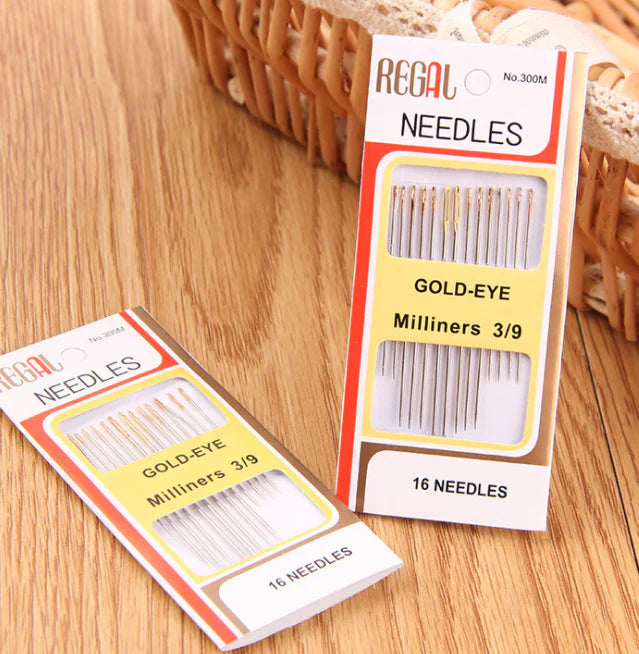 REGAL
No.300M
NEEDLES
GOLD-EYE
Milliners 3/9
16 NEEDLES
REGAL
No.300M
NEEDLES
GOLD-EYE
Milliners 3/9
16 NEEDLES